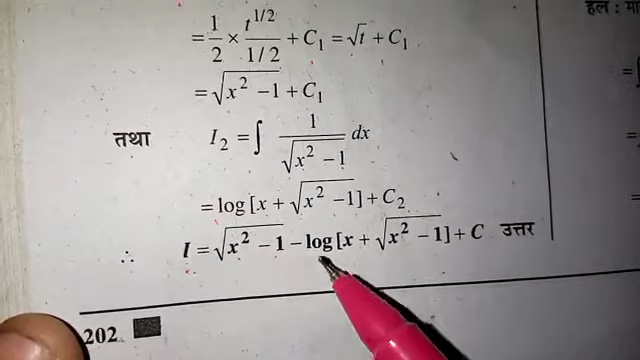 = 1/2 × t^{1/2}/(1/2) + C₁ = √t + C₁
= √(x² − 1) + C₁
तथा I₂ = ∫ 1/√(x² − 1) dx
= log [x + √(x² − 1)] + C₂
∴ I = √(x² − 1) − log [x + √(x² − 1)] + C उत्तर
202
हल : मा
=
=
=